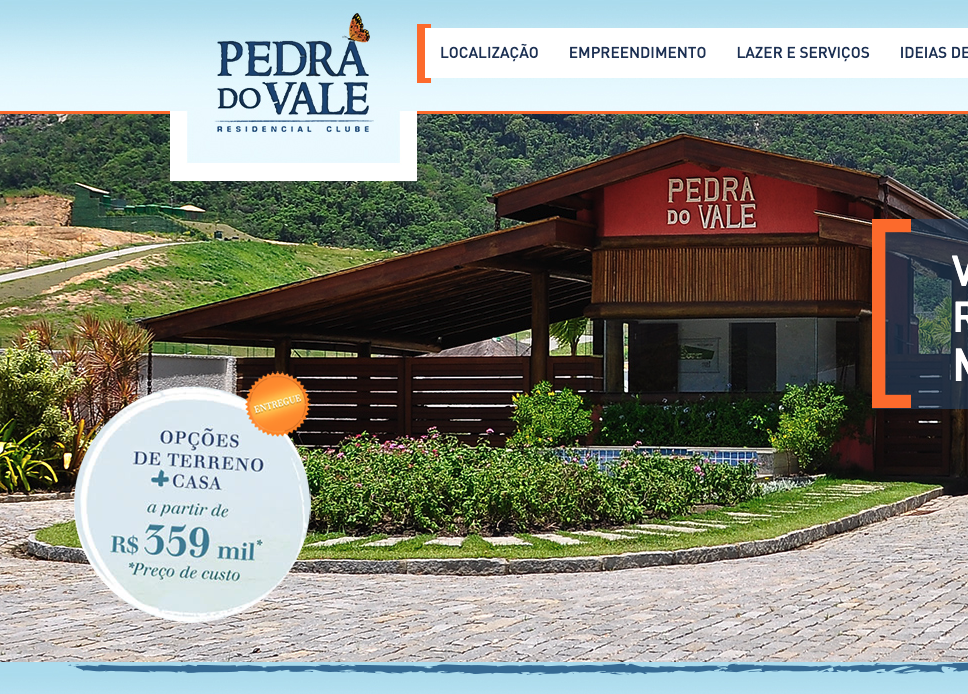 PEDRA
DO VALE
RESIDENCIAL CLUBE
LOCALIZAÇÃO EMPREENDIMENTO LAZER E SERVIÇOS IDEIAS DE
PEDRA
DO VALE
V
R
M
ENTREGUE
OPÇÕES
DE TERRENO
+CASA
a partir de
R$ 359 mil*
*Preço de custo